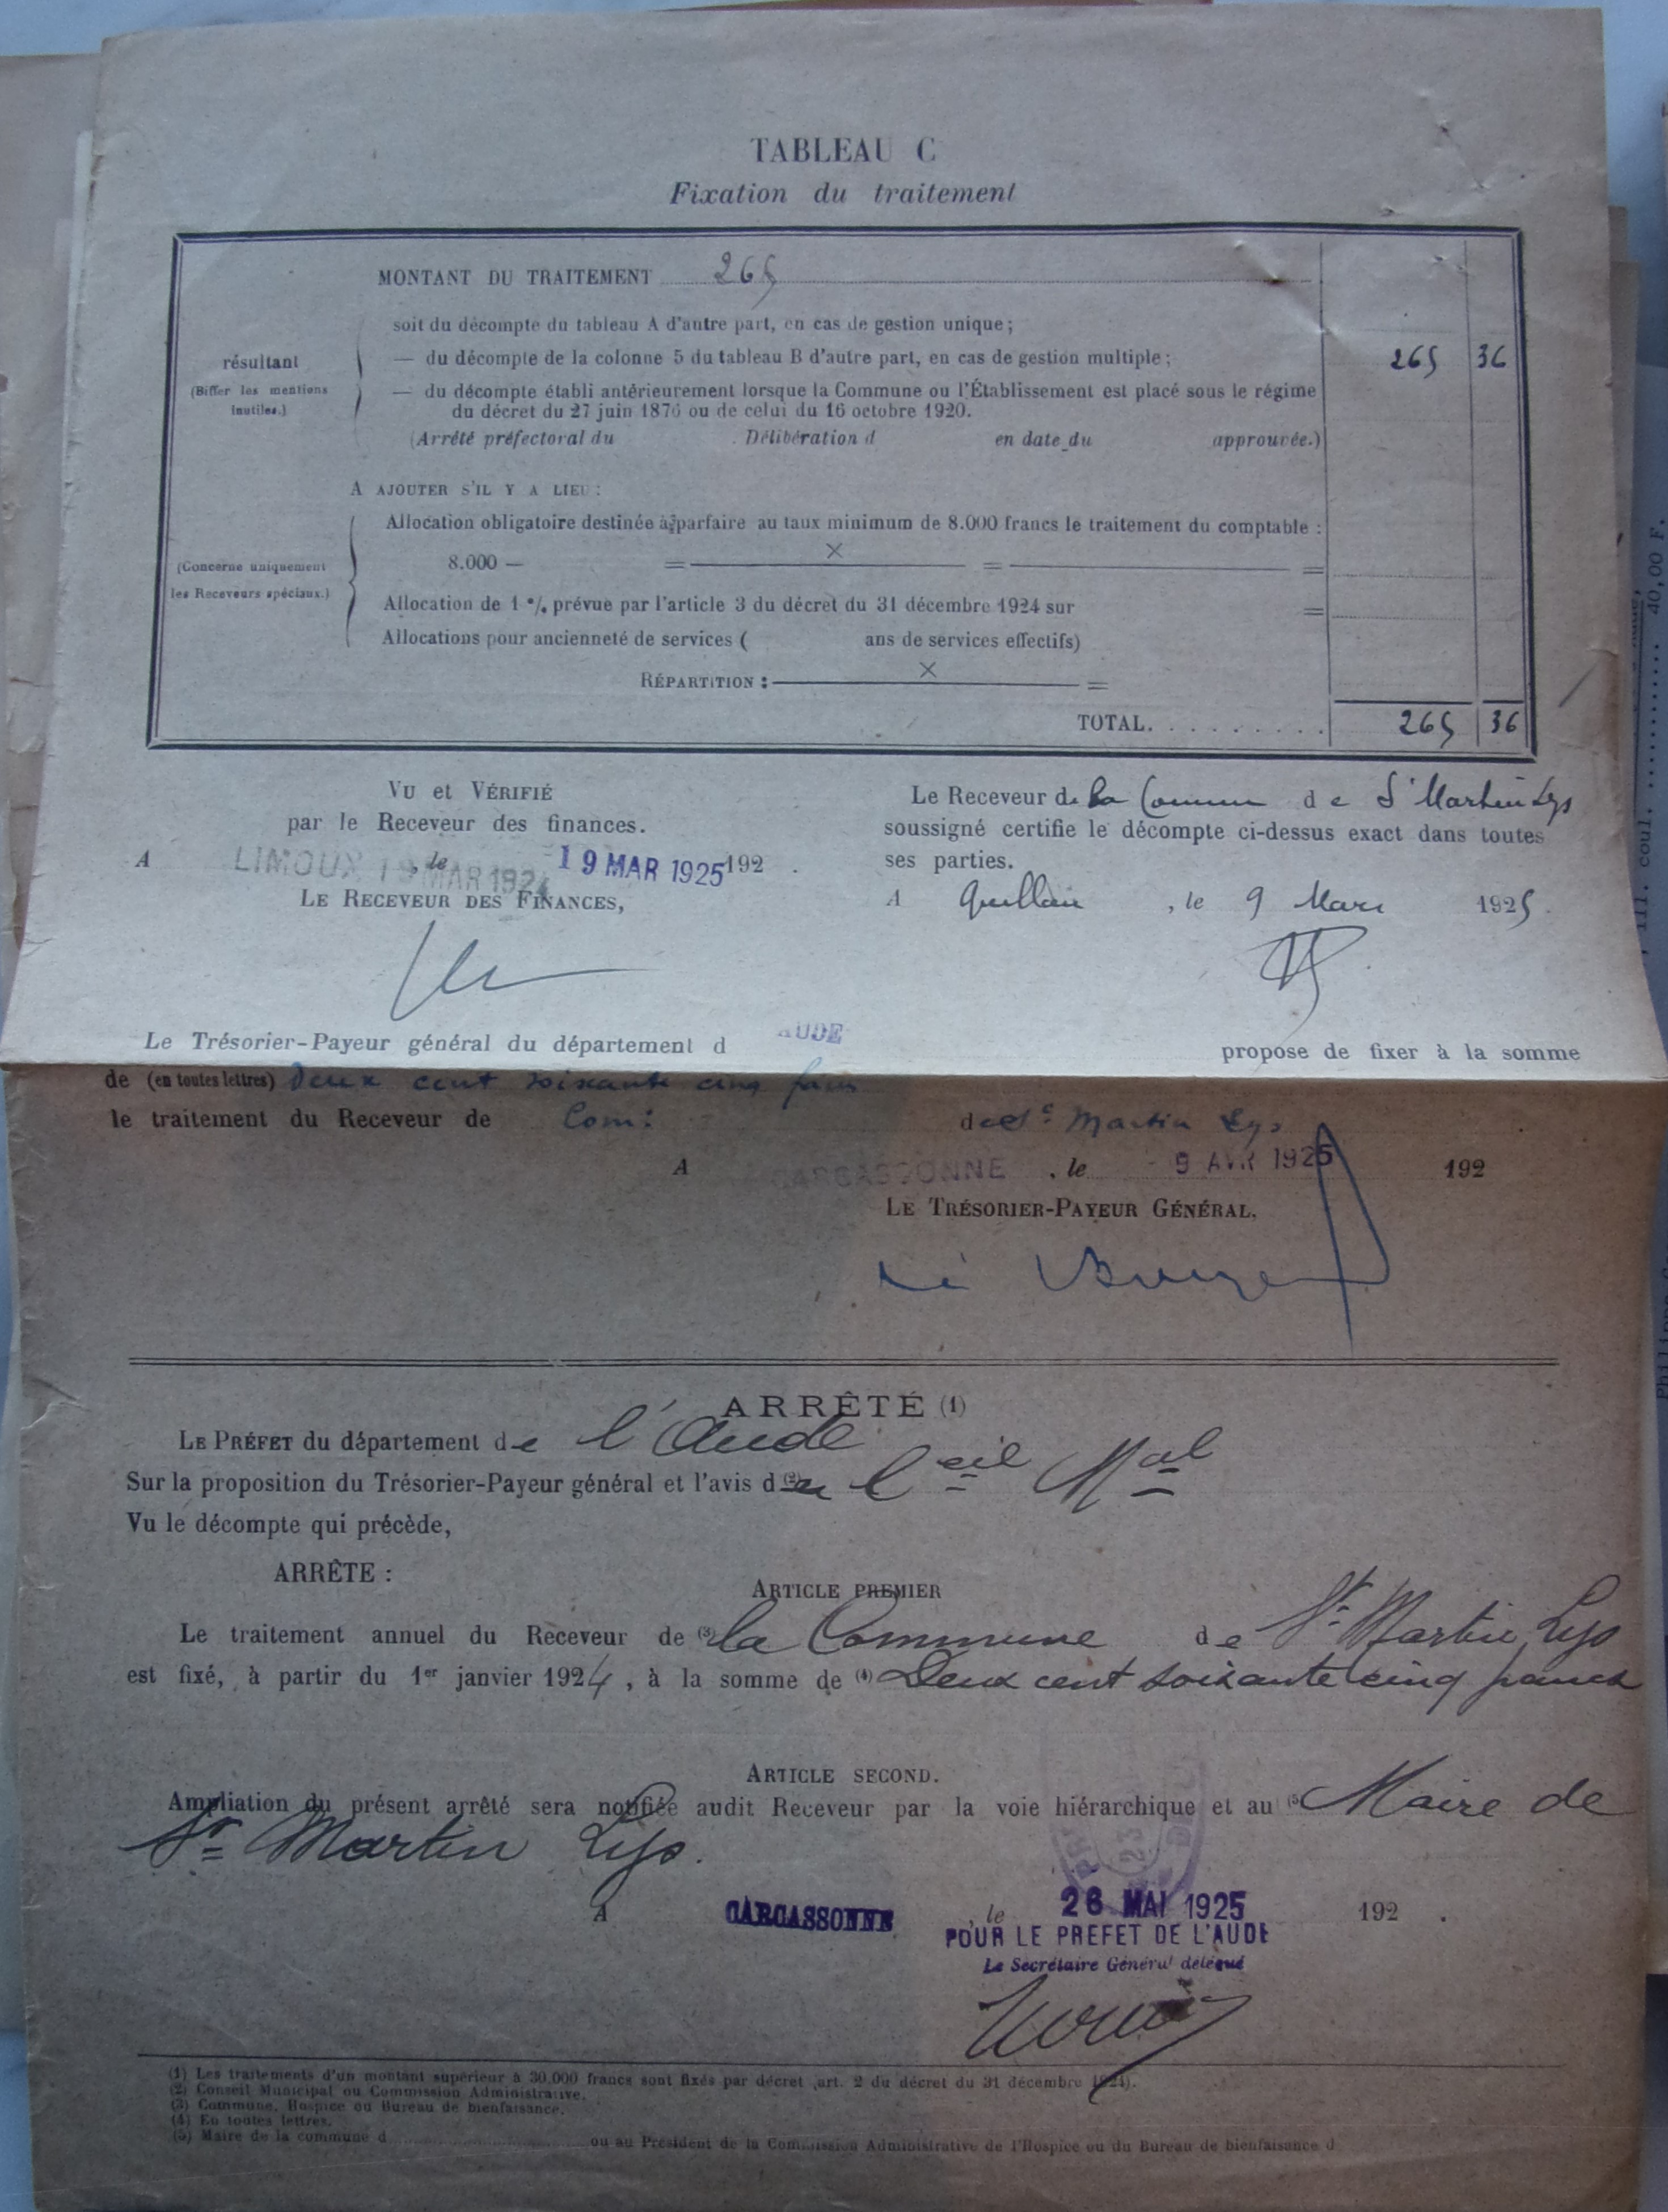 TABLEAU C
Fixation du traitement
MONTANT DU TRAITEMENT 265
soit du décompte du tableau A d'autre part, en cas de gestion unique;
résultant
(Biffer les mentions inutiles.)
— du décompte de la colonne 5 du tableau B d'autre part, en cas de gestion multiple; 265 36
— du décompte établi antérieurement lorsque la Commune ou l'Établissement est placé sous le régime
du décret du 27 juin 1876 ou de celui du 16 octobre 1920.
(Arrêté préfectoral du . Délibération d en date du approuvée.)
A AJOUTER S'IL Y A LIEU :
Allocation obligatoire destinée à parfaire au taux minimum de 8.000 francs le traitement du comptable :
(Concerne uniquement
les Receveurs spéciaux.)
8.000 — = × = =
Allocation de 1 % prévue par l'article 3 du décret du 31 décembre 1924 sur =
Allocations pour ancienneté de services ( ans de services effectifs)
RÉPARTITION : × =
TOTAL. . . . . . . . . 265 36
VU et VÉRIFIÉ
par le Receveur des finances.
A LIMOUX 19 MAR 1924, le 19 MAR 1925 192 .
LE RECEVEUR DES FINANCES,
Le Receveur de la Commun de St Martin Lys
soussigné certifie le décompte ci-dessus exact dans toutes
ses parties.
A Quillan , le 9 Mars 1925.
Le Trésorier-Payeur général du département d AUDE propose de fixer à la somme
de (en toutes lettres) Deux cent soixante cinq francs
le traitement du Receveur de Com: de St Martin Lys
A CARCASSONNE , le - 9 AVR 1925 192
LE TRÉSORIER-PAYEUR GÉNÉRAL.
ARRÊTÉ (1)
LE PRÉFET du département de l'Aude
Sur la proposition du Trésorier-Payeur général et l'avis d (2) u Ceil Mal
Vu le décompte qui précède,
ARRÊTE :
ARTICLE PREMIER
Le traitement annuel du Receveur de (3) la Commune de St Martin Lys
est fixé, à partir du 1er janvier 1924, à la somme de (4) Deux cent soixante cinq francs
ARTICLE SECOND.
Ampliation du présent arrêté sera notifiée audit Receveur par la voie hiérarchique et au (5) Maire de
St Martin Lys.
A CARCASSONNE , le 26 MAI 1925 192 .
POUR LE PREFET DE L'AUDE
Le Secrétaire Général délégué
(1) Les traitements d'un montant supérieur à 30.000 francs sont fixés par décret (art. 2 du décret du 31 décembre 1924).
(2) Conseil Municipal ou Commission Administrative.
(3) Commune, Hospice ou Bureau de bienfaisance.
(4) En toutes lettres.
(5) Maire de la commune d ou au Président de la Commission Administrative de l'Hospice ou du Bureau de bienfaisance d